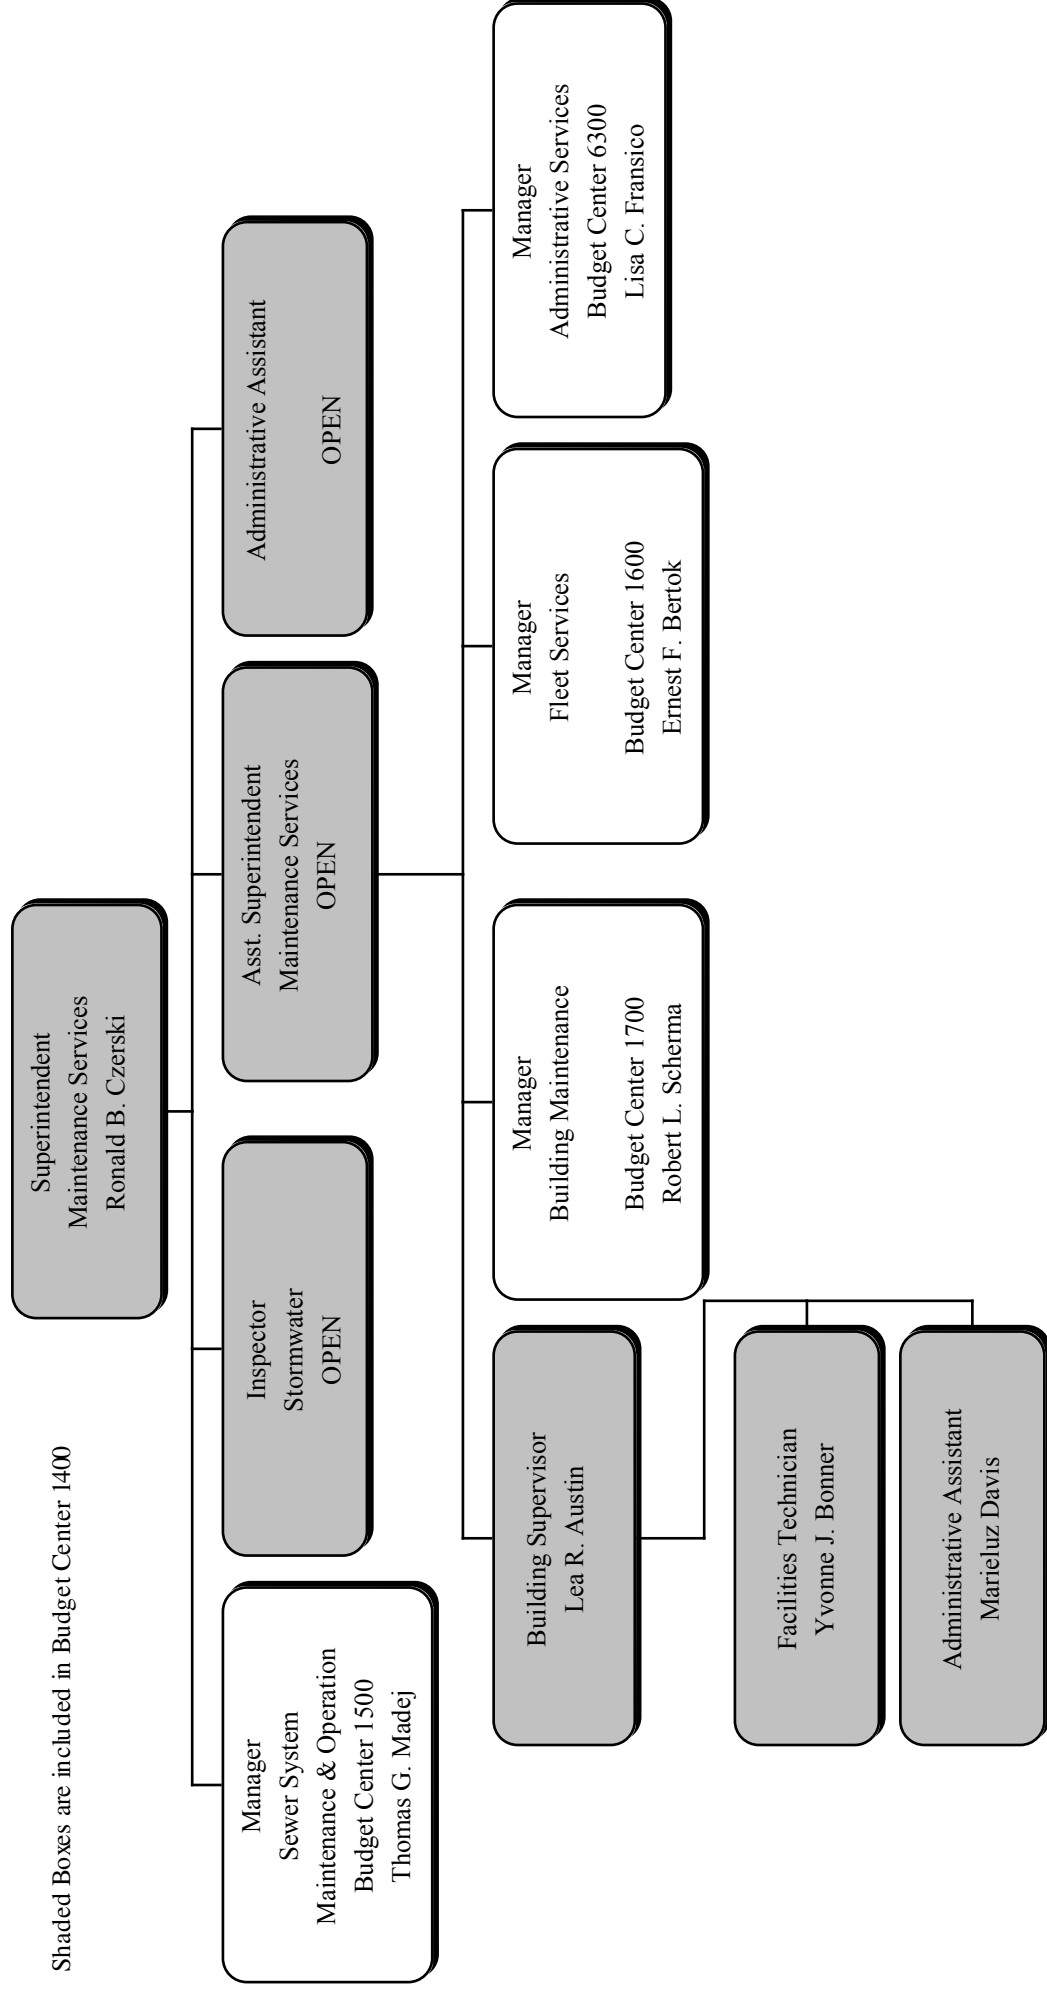 Shaded Boxes are included in Budget Center 1400
Superintendent
Maintenance Services
Ronald B. Czerski
Manager
Sewer System
Maintenance & Operation
Budget Center 1500
Thomas G. Madej
Inspector
Stormwater
OPEN
Asst. Superintendent
Maintenance Services
OPEN
Administrative Assistant
OPEN
Building Supervisor
Lea R. Austin
Manager
Building Maintenance
Budget Center 1700
Robert L. Scherma
Manager
Fleet Services
Budget Center 1600
Ernest F. Bertok
Manager
Administrative Services
Budget Center 6300
Lisa C. Fransico
Facilities Technician
Yvonne J. Bonner
Administrative Assistant
Marieluz Davis